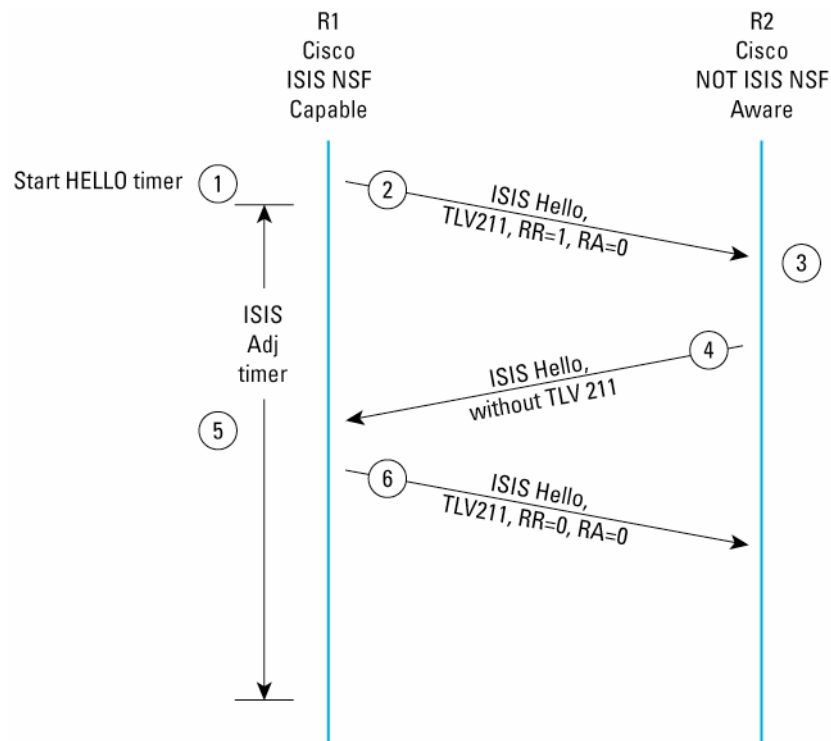 R1
Cisco
ISIS NSF
Capable
R2
Cisco
NOT ISIS NSF
Aware
Start HELLO timer
1
2
ISIS Hello,
TLV211, RR=1, RA=0
3
ISIS
Adj
timer
4
ISIS Hello,
without TLV 211
5
6
ISIS Hello,
TLV211, RR=0, RA=0